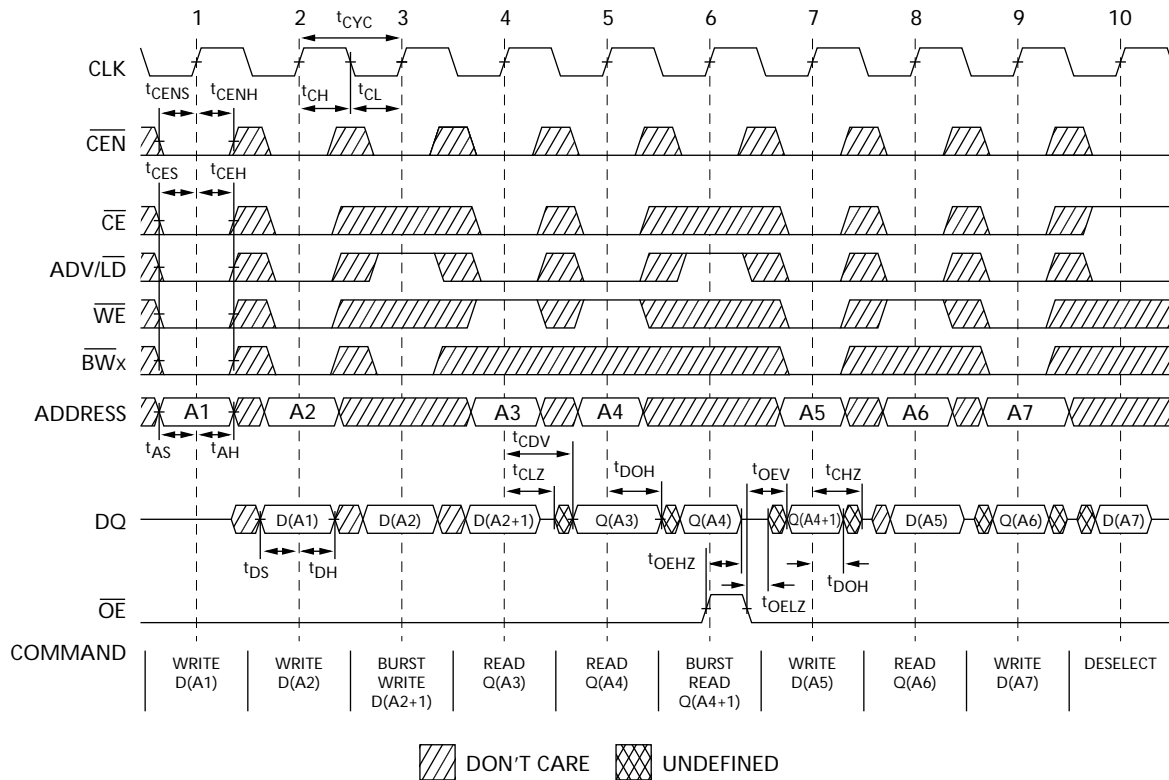 1 2 3 4 5 6 7 8 9 10
tCYC
CLK
tCENS tCENH tCH tCL
CEN
tCES tCEH
CE
ADV/LD
WE
BWx
ADDRESS A1 A2 A3 A4 A5 A6 A7
tAS tAH tCDV
tCLZ tDOH tOEV tCHZ
DQ D(A1) D(A2) D(A2+1) Q(A3) Q(A4) Q(A4+1) D(A5) Q(A6) D(A7)
tDS tDH tOEHZ tDOH
tOELZ
OE
COMMAND
WRITE D(A1)
WRITE D(A2)
BURST WRITE D(A2+1)
READ Q(A3)
READ Q(A4)
BURST READ Q(A4+1)
WRITE D(A5)
READ Q(A6)
WRITE D(A7)
DESELECT
DON'T CARE UNDEFINED